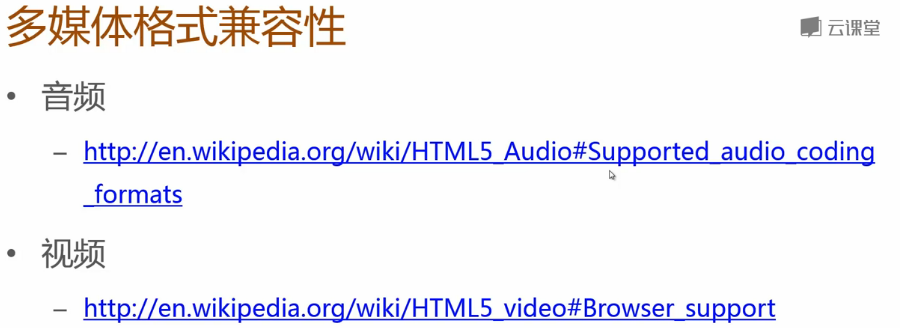 多媒体格式兼容性
云课堂
• 音频
– http://en.wikipedia.org/wiki/HTML5_Audio#Supported_audio_coding
_formats
• 视频
– http://en.wikipedia.org/wiki/HTML5_video#Browser_support